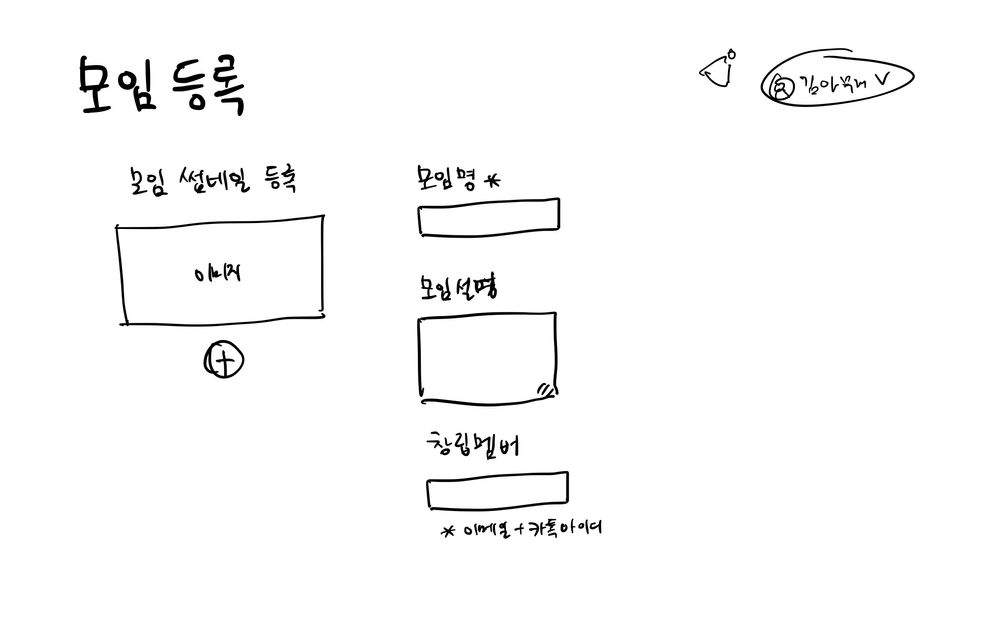 모임 등록
김아무개
모임 썸네일 등록
이미지
모임명 *
모임설명
창립멤버
* 이메일 + 카톡아이디